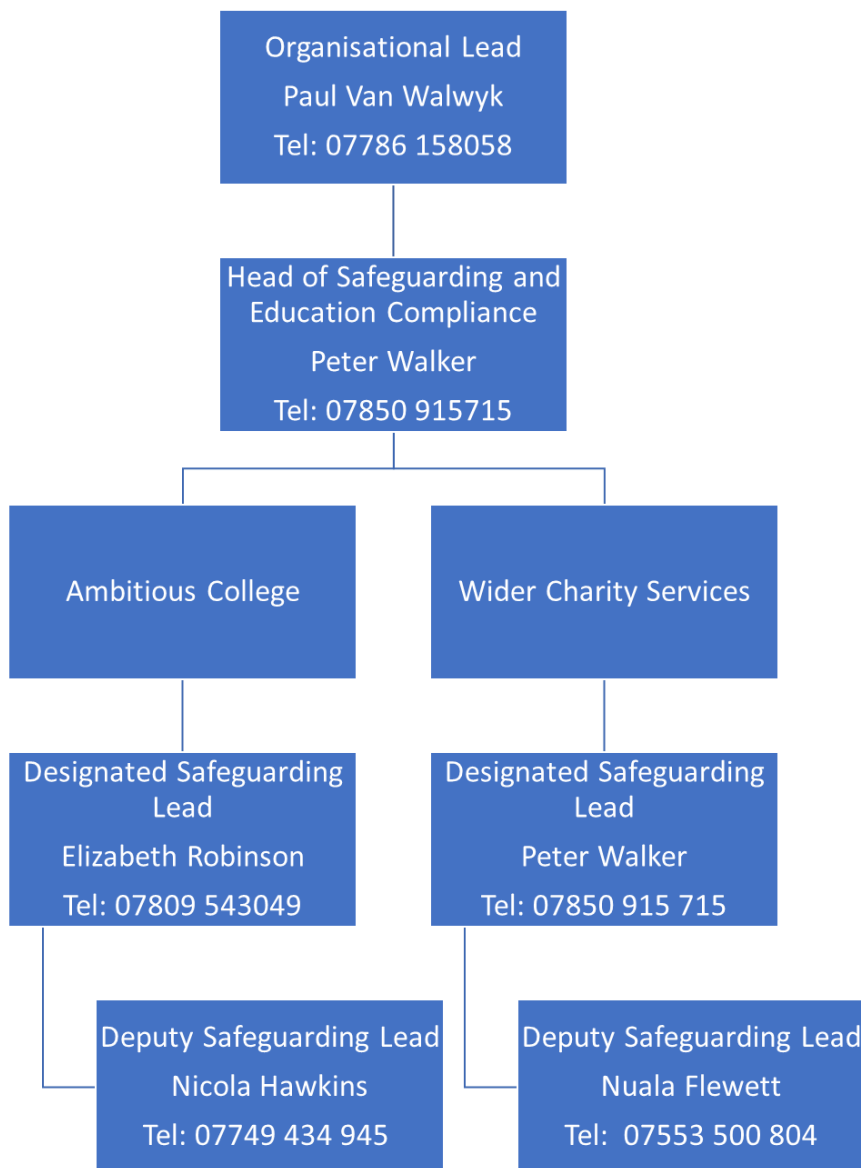 Organisational Lead
Paul Van Walwyk
Tel: 07786 158058
Head of Safeguarding and
Education Compliance
Peter Walker
Tel: 07850 915715
Ambitious College
Wider Charity Services
Designated Safeguarding
Lead
Elizabeth Robinson
Tel: 07809 543049
Designated Safeguarding
Lead
Peter Walker
Tel: 07850 915 715
Deputy Safeguarding Lead
Nicola Hawkins
Tel: 07749 434 945
Deputy Safeguarding Lead
Nuala Flewett
Tel:  07553 500 804